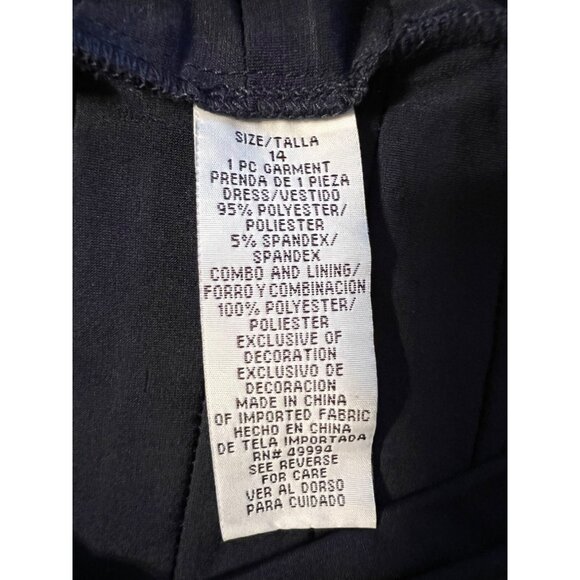 SIZE/TALLA
14
1 PC GARMENT
PRENDA DE 1 PIEZA
DRESS/VESTIDO
95% POLYESTER/
POLIESTER
5% SPANDEX/
SPANDEX
COMBO AND LINING/
FORRO Y COMBINACION
100% POLYESTER/
POLIESTER
EXCLUSIVE OF
DECORATION
EXCLUSIVO DE
DECORACION
MADE IN CHINA
OF IMPORTED FABRIC
HECHO EN CHINA
DE TELA IMPORTADA
RN# 49994
SEE REVERSE
FOR CARE
VER AL DORSO
PARA CUIDADO